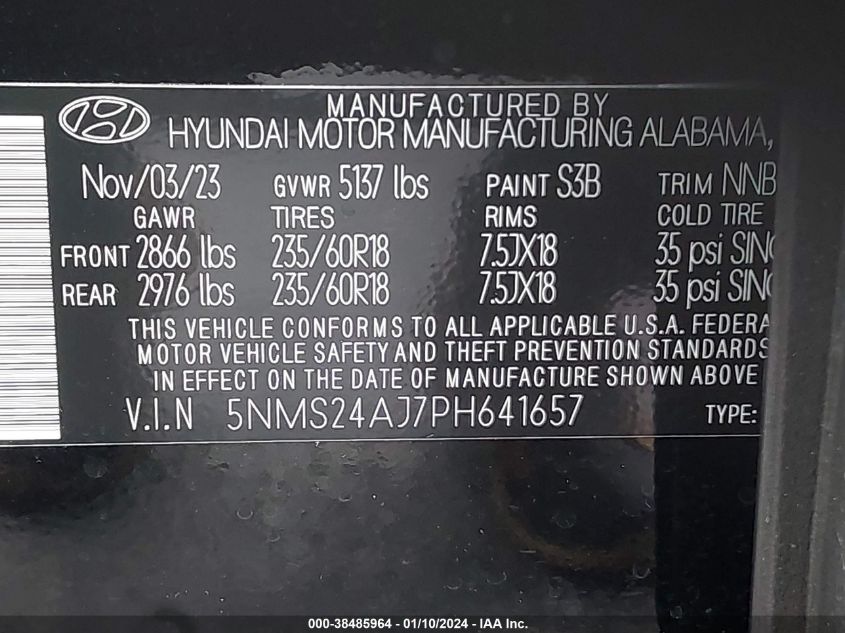 MANUFACTURED BY
HYUNDAI MOTOR MANUFACTURING ALABAMA,
Nov/03/23 GVWR 5137 lbs PAINT S3B TRIM NNB
GAWR TIRES RIMS COLD TIRE
FRONT 2866 lbs 235/60R18 7.5JX18 35 psi SING
REAR 2976 lbs 235/60R18 7.5JX18 35 psi SING
THIS VEHICLE CONFORMS TO ALL APPLICABLE U.S.A. FEDERA
MOTOR VEHICLE SAFETY AND THEFT PREVENTION STANDARDS
IN EFFECT ON THE DATE OF MANUFACTURE SHOWN ABOVE
V.I.N 5NMS24AJ7PH641657 TYPE:
000-38485964 - 01/10/2024 - IAA Inc.